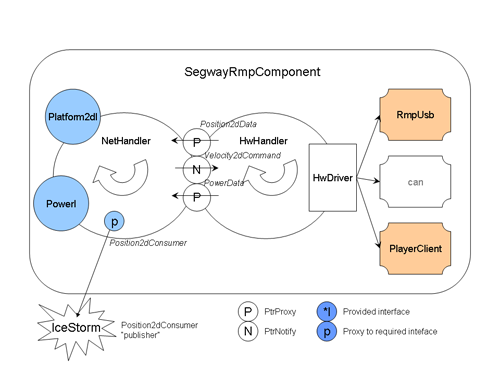 SegwayRmpComponent
Platform2dI
NetHandler
Position2dData
P
HwHandler
RmpUsb
Velocity2dCommand
N
HwDriver
can
PowerData
P
PowerI
p
Position2dConsumer
PlayerClient
IceStorm
Position2dConsumer
"publisher"
P PtrProxy
N PtrNotify
*I Provided interface
p Proxy to required inteface